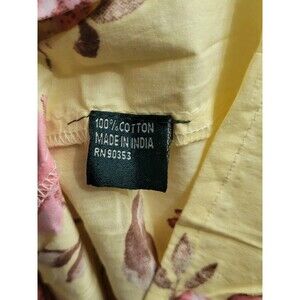 100% COTTON
MADE IN INDIA
RN 90353